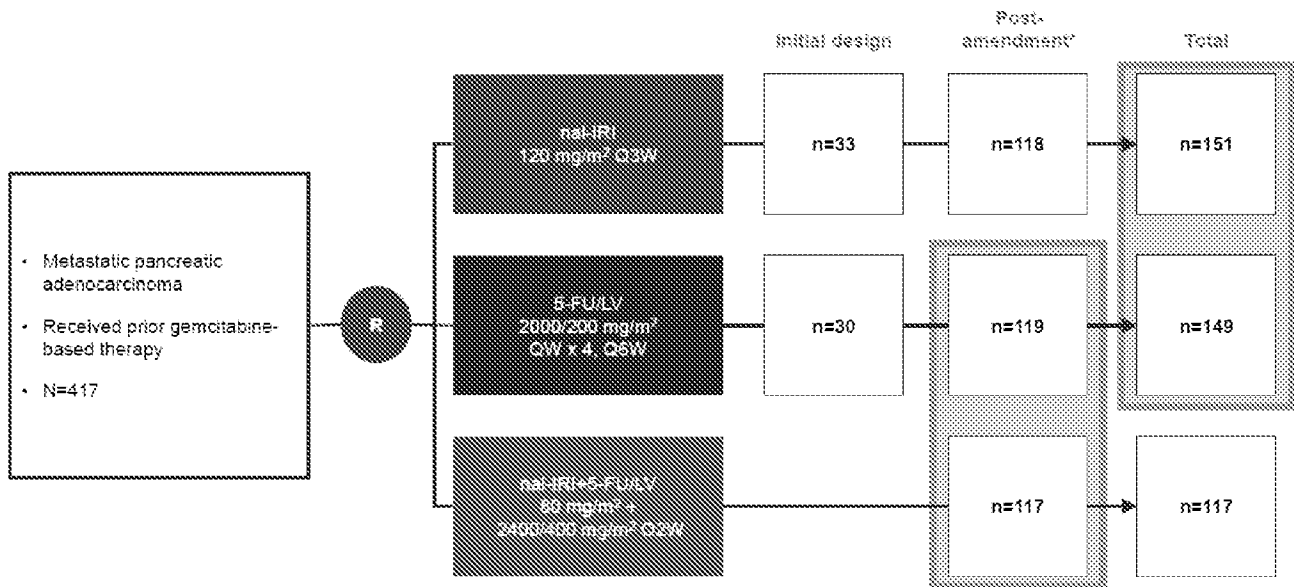 Initial design
Post-
amendment*
Total
nal-IRI
120 mg/m² Q3W
n=33
n=118
n=151
• Metastatic pancreatic
adenocarcinoma
• Received prior gemcitabine-
based therapy
• N=417
R
5-FU/LV
2000/200 mg/m²
QW x 4, Q6W
n=30
n=119
n=149
nal-IRI+5-FU/LV
80 mg/m² +
2400/400 mg/m² Q2W
n=117
n=117